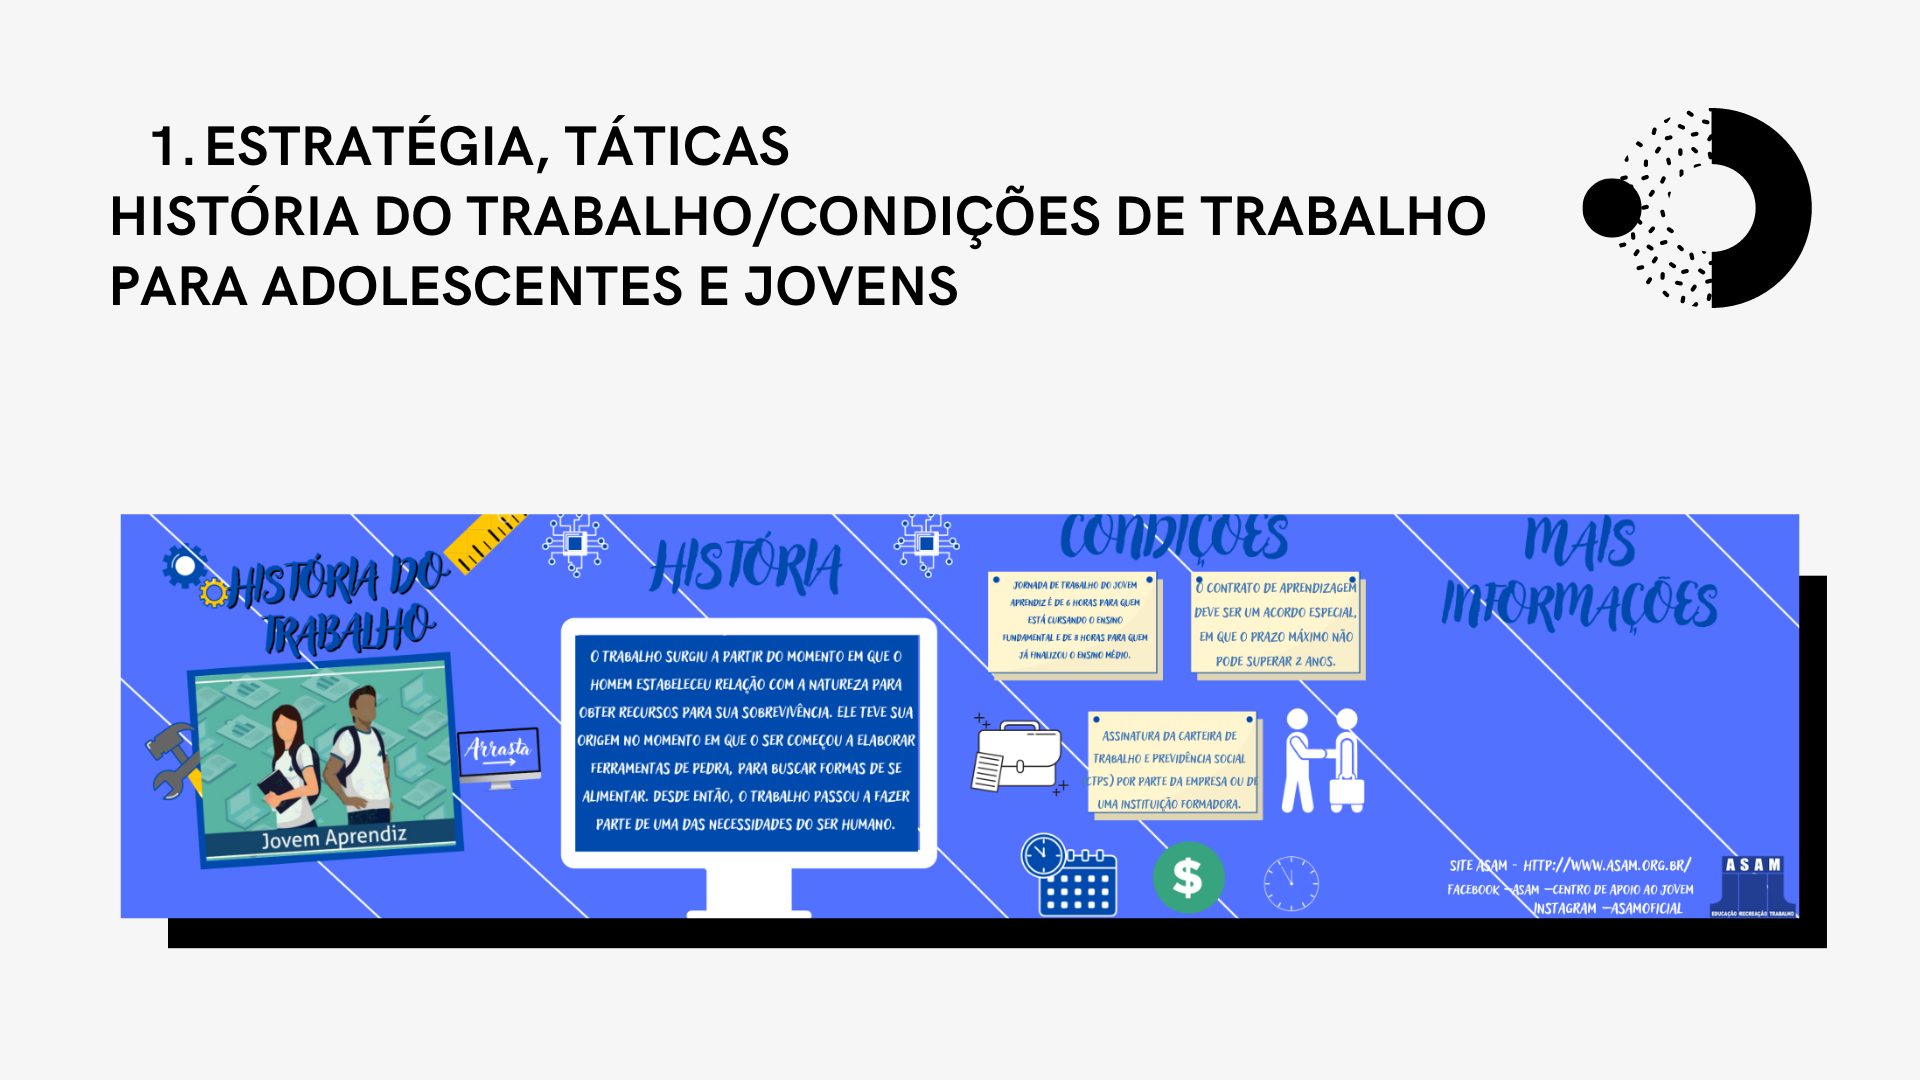 1. ESTRATÉGIA, TÁTICAS
HISTÓRIA DO TRABALHO/CONDIÇÕES DE TRABALHO
PARA ADOLESCENTES E JOVENS
HISTÓRIA DO
TRABALHO
Jovem Aprendiz
Arrasta
HISTÓRIA
O TRABALHO SURGIU A PARTIR DO MOMENTO EM QUE O
HOMEM ESTABELECEU RELAÇÃO COM A NATUREZA PARA
OBTER RECURSOS PARA SUA SOBREVIVÊNCIA. ELE TEVE SUA
ORIGEM NO MOMENTO EM QUE O SER COMEÇOU A ELABORAR
FERRAMENTAS DE PEDRA, PARA BUSCAR FORMAS DE SE
ALIMENTAR. DESDE ENTÃO, O TRABALHO PASSOU A FAZER
PARTE DE UMA DAS NECESSIDADES DO SER HUMANO.
CONDIÇÕES
JORNADA DE TRABALHO DO JOVEM
APRENDIZ É DE 6 HORAS PARA QUEM
ESTÁ CURSANDO O ENSINO
FUNDAMENTAL E DE 8 HORAS PARA QUEM
JÁ FINALIZOU O ENSINO MÉDIO.
O CONTRATO DE APRENDIZAGEM
DEVE SER UM ACORDO ESPECIAL,
EM QUE O PRAZO MÁXIMO NÃO
PODE SUPERAR 2 ANOS.
ASSINATURA DA CARTEIRA DE
TRABALHO E PREVIDÊNCIA SOCIAL
(CTPS) POR PARTE DA EMPRESA OU DE
UMA INSTITUIÇÃO FORMADORA.
$
MAIS
INFORMAÇÕES
SITE ASAM - HTTP://WWW.ASAM.ORG.BR/
FACEBOOK –ASAM –CENTRO DE APOIO AO JOVEM
INSTAGRAM –ASAMOFICIAL
ASAM
EDUCAÇÃO RECREAÇÃO TRABALHO